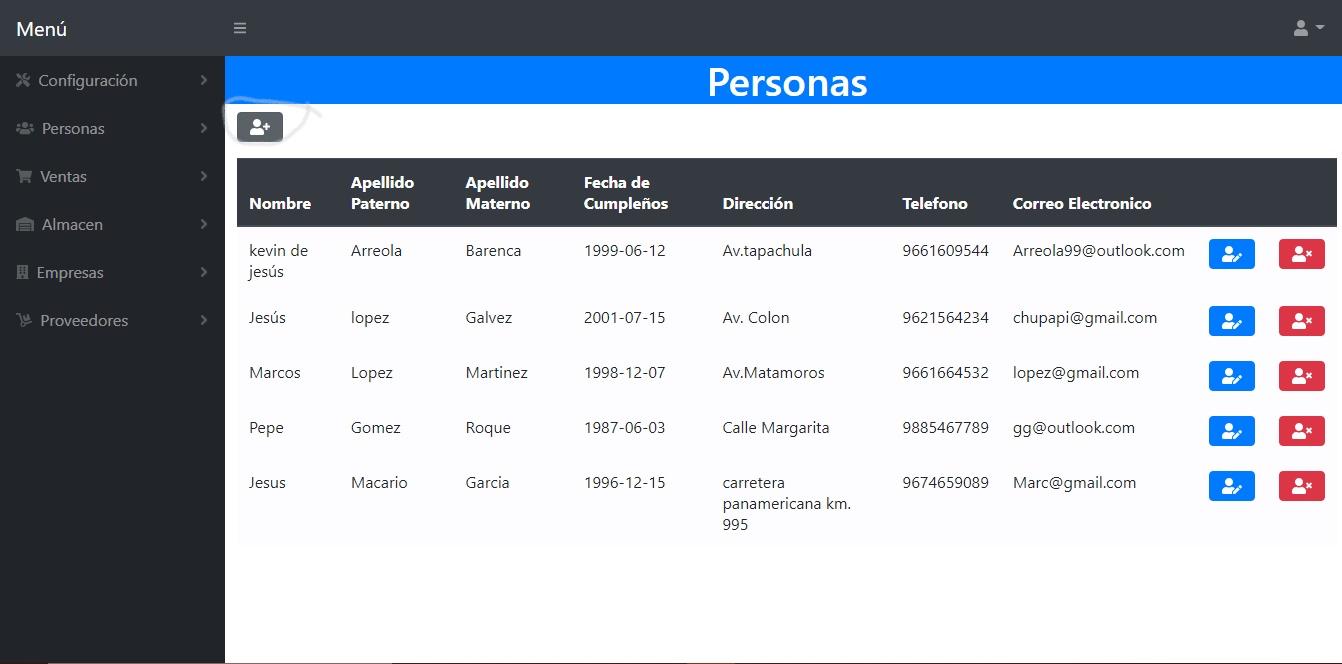 Menú
Configuración
Personas
Ventas
Almacen
Empresas
Proveedores
Personas
Nombre Apellido Paterno Apellido Materno Fecha de Cumpleños Dirección Telefono Correo Electronico
kevin de jesús Arreola Barenca 1999-06-12 Av.tapachula 9661609544 Arreola99@outlook.com
Jesús lopez Galvez 2001-07-15 Av. Colon 9621564234 chupapi@gmail.com
Marcos Lopez Martinez 1998-12-07 Av.Matamoros 9661664532 lopez@gmail.com
Pepe Gomez Roque 1987-06-03 Calle Margarita 9885467789 gg@outlook.com
Jesus Macario Garcia 1996-12-15 carretera panamericana km. 995 9674659089 Marc@gmail.com